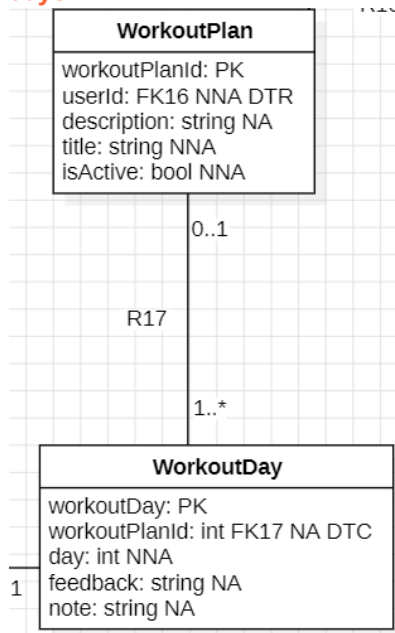 WorkoutPlan
workoutPlanId: PK
userId: FK16 NNA DTR
description: string NA
title: string NNA
isActive: bool NNA
0..1
R17
1..*
WorkoutDay
workoutDay: PK
workoutPlanId: int FK17 NA DTC
day: int NNA
feedback: string NA
1
note: string NA